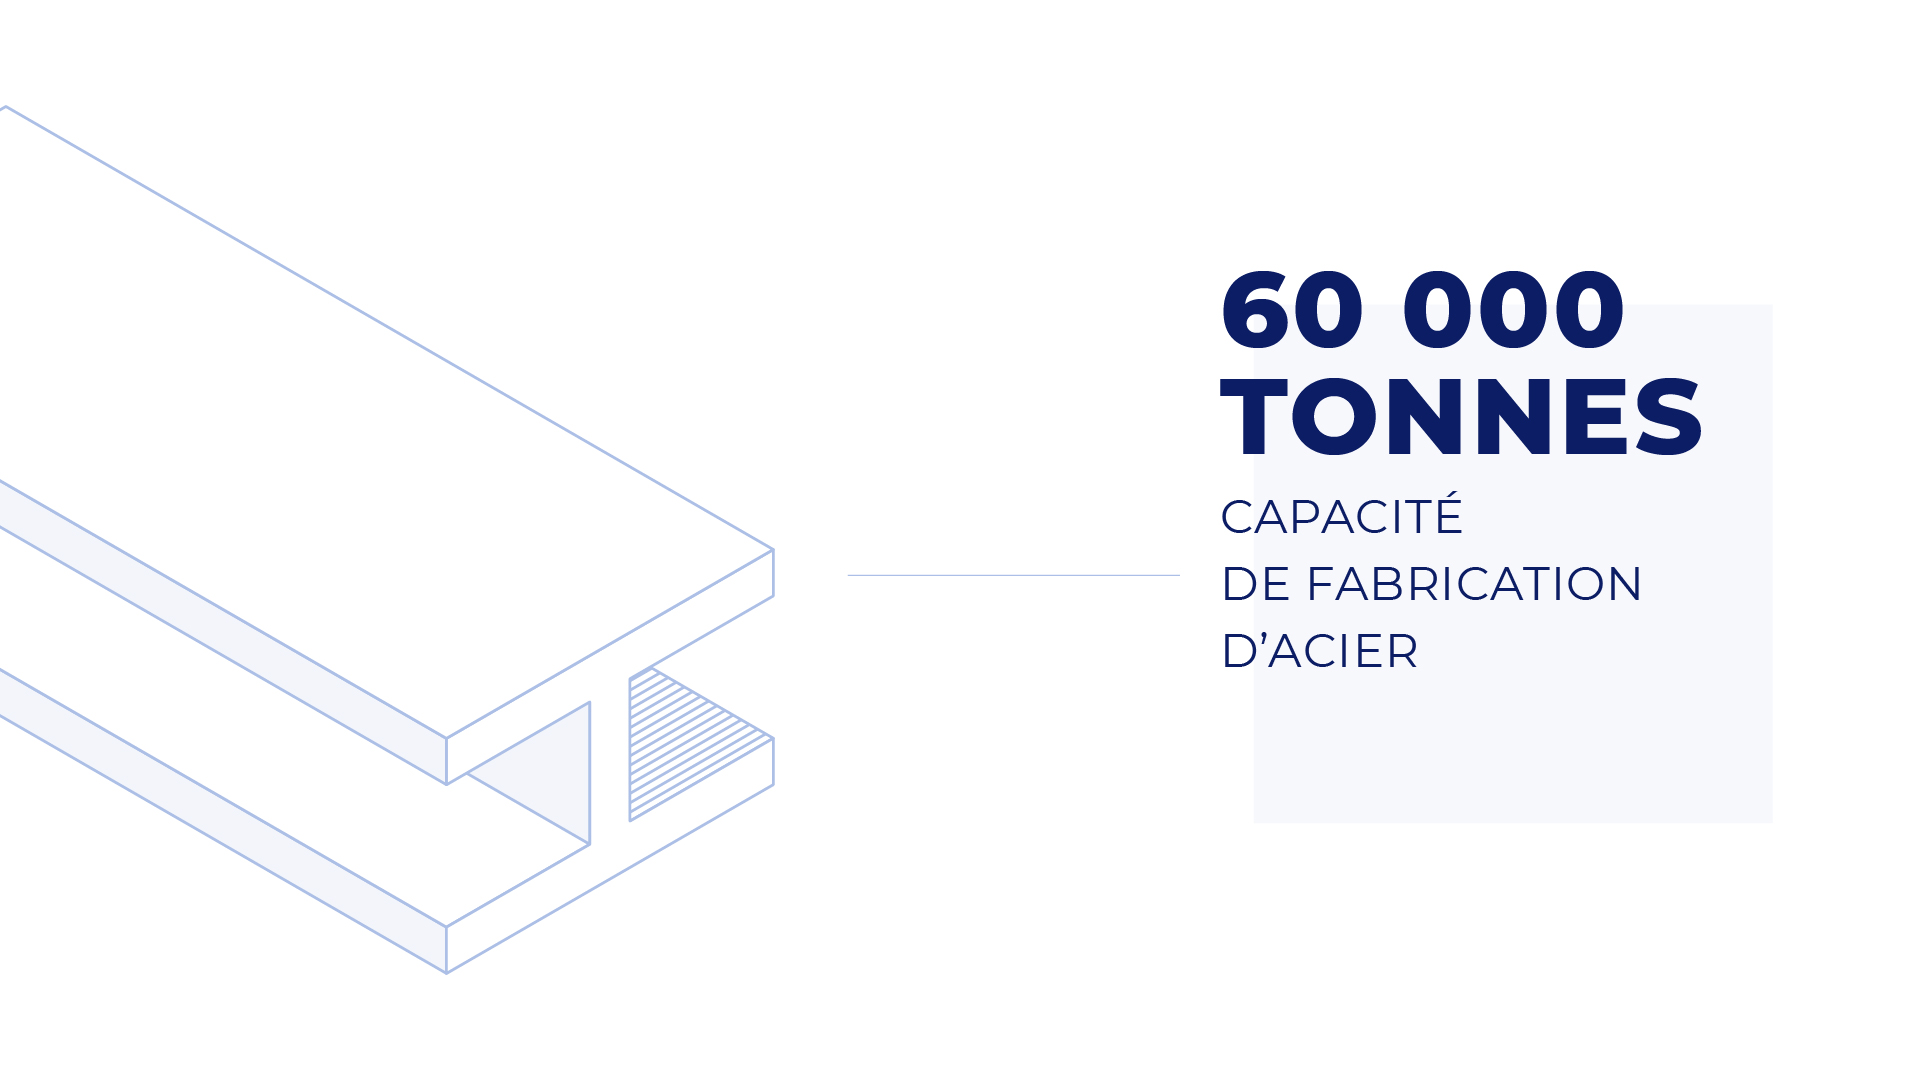 60 000
TONNES
CAPACITÉ
DE FABRICATION
D’ACIER